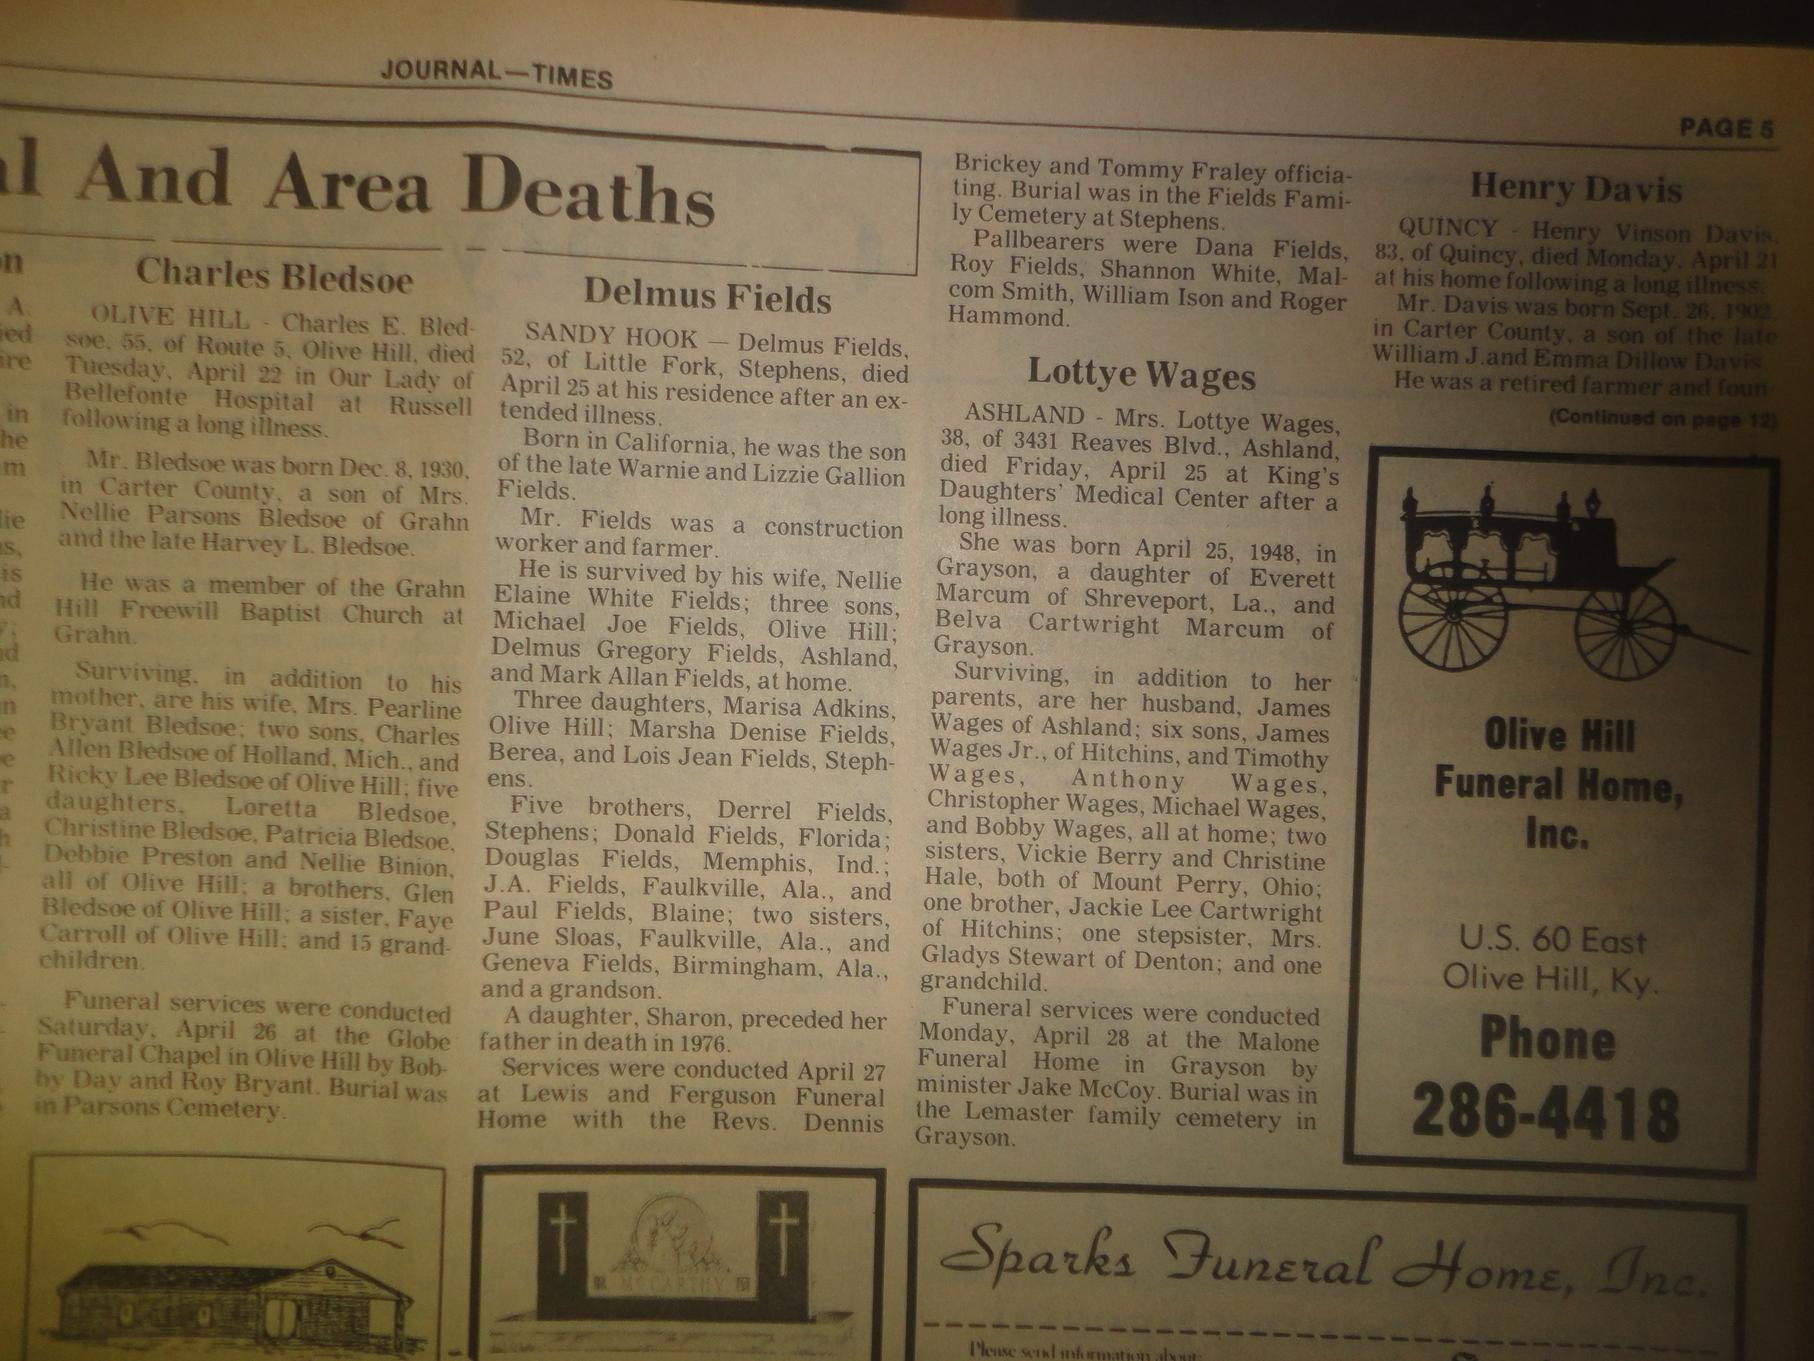 JOURNAL—TIMES
PAGE 5
And Area Deaths
Charles Bledsoe
OLIVE HILL - Charles E. Bled-
soe, 55, of Route 5, Olive Hill, died
Tuesday, April 22 in Our Lady of
Bellefonte Hospital at Russell
following a long illness.
Mr. Bledsoe was born Dec. 8, 1930,
in Carter County, a son of Mrs.
Nellie Parsons Bledsoe of Grahn
and the late Harvey L. Bledsoe.
He was a member of the Grahn
Hill Freewill Baptist Church at
Grahn.
Surviving, in addition to his
mother, are his wife, Mrs. Pearline
Bryant Bledsoe; two sons, Charles
Allen Bledsoe of Holland, Mich., and
Ricky Lee Bledsoe of Olive Hill; five
daughters, Loretta Bledsoe,
Christine Bledsoe, Patricia Bledsoe,
Debbie Preston and Nellie Binion,
all of Olive Hill; a brothers, Glen
Bledsoe of Olive Hill; a sister, Faye
Carroll of Olive Hill; and 15 grand-
children.
Funeral services were conducted
Saturday, April 26 at the Globe
Funeral Chapel in Olive Hill by Bob-
by Day and Roy Bryant. Burial was
in Parsons Cemetery.
Delmus Fields
SANDY HOOK — Delmus Fields,
52, of Little Fork, Stephens, died
April 25 at his residence after an ex-
tended illness.
Born in California, he was the son
of the late Warnie and Lizzie Gallion
Fields.
Mr. Fields was a construction
worker and farmer.
He is survived by his wife, Nellie
Elaine White Fields; three sons,
Michael Joe Fields, Olive Hill;
Delmus Gregory Fields, Ashland,
and Mark Allan Fields, at home.
Three daughters, Marisa Adkins,
Olive Hill; Marsha Denise Fields,
Berea, and Lois Jean Fields, Steph-
ens.
Five brothers, Derrel Fields,
Stephens; Donald Fields, Florida;
Douglas Fields, Memphis, Ind.;
J.A. Fields, Faulkville, Ala., and
Paul Fields, Blaine; two sisters,
June Sloas, Faulkville, Ala., and
Geneva Fields, Birmingham, Ala.,
and a grandson.
A daughter, Sharon, preceded her
father in death in 1976.
Services were conducted April 27
at Lewis and Ferguson Funeral
Home with the Revs. Dennis
Brickey and Tommy Fraley officia-
ting. Burial was in the Fields Fami-
ly Cemetery at Stephens.
Pallbearers were Dana Fields,
Roy Fields, Shannon White, Mal-
com Smith, William Ison and Roger
Hammond.
Lottye Wages
ASHLAND - Mrs. Lottye Wages,
38, of 3431 Reaves Blvd., Ashland,
died Friday, April 25 at King's
Daughters' Medical Center after a
long illness.
She was born April 25, 1948, in
Grayson, a daughter of Everett
Marcum of Shreveport, La., and
Belva Cartwright Marcum of
Grayson.
Surviving, in addition to her
parents, are her husband, James
Wages of Ashland; six sons, James
Wages Jr., of Hitchins, and Timothy
Wages, Anthony Wages,
Christopher Wages, Michael Wages,
and Bobby Wages, all at home; two
sisters, Vickie Berry and Christine
Hale, both of Mount Perry, Ohio;
one brother, Jackie Lee Cartwright
of Hitchins; one stepsister, Mrs.
Gladys Stewart of Denton; and one
grandchild.
Funeral services were conducted
Monday, April 28 at the Malone
Funeral Home in Grayson by
minister Jake McCoy. Burial was in
the Lemaster family cemetery in
Grayson.
Henry Davis
QUINCY - Henry Vinson Davis,
83, of Quincy, died Monday, April 21
at his home following a long illness.
Mr. Davis was born Sept. 26, 1902,
in Carter County, a son of the late
William J.and Emma Dillow Davis.
He was a retired farmer and foun-
(Continued on page 12)
Olive Hill
Funeral Home,
Inc.
U.S. 60 East
Olive Hill, Ky.
Phone
286-4418
McCARTHY
Sparks Funeral Home, Inc.
Please send information about: